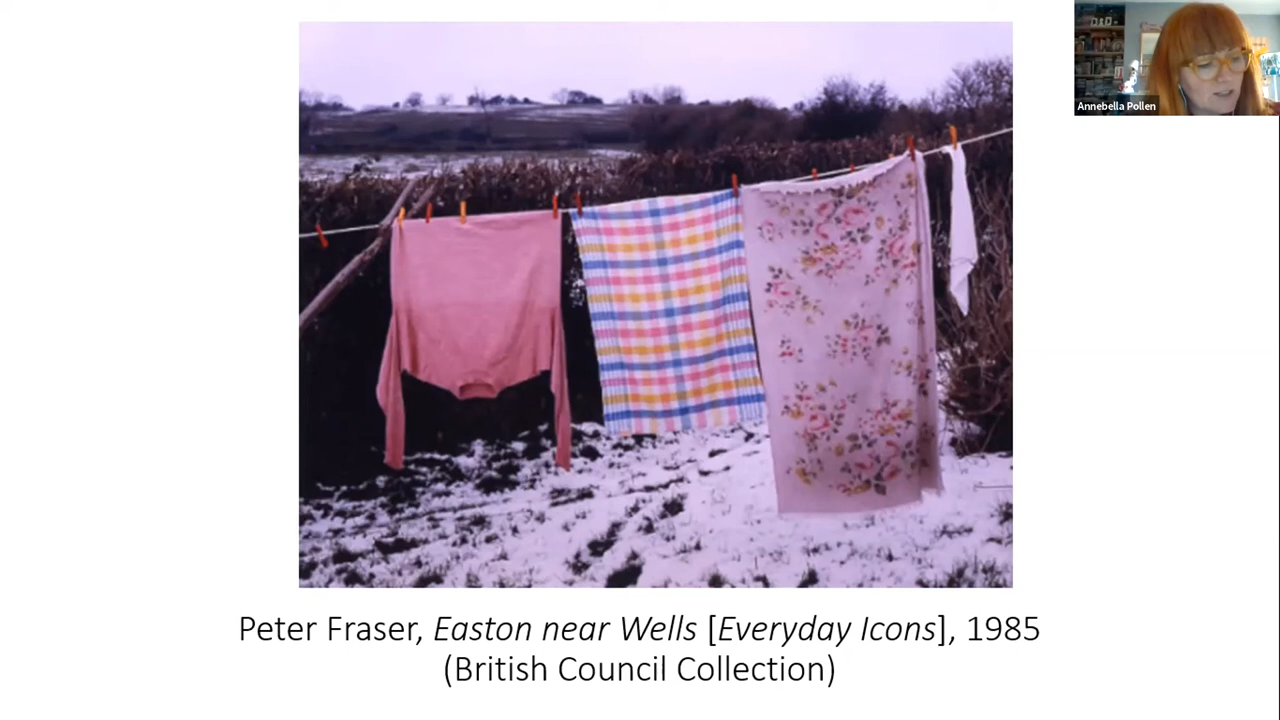 Annebella Pollen
Peter Fraser, Easton near Wells [Everyday Icons], 1985
(British Council Collection)